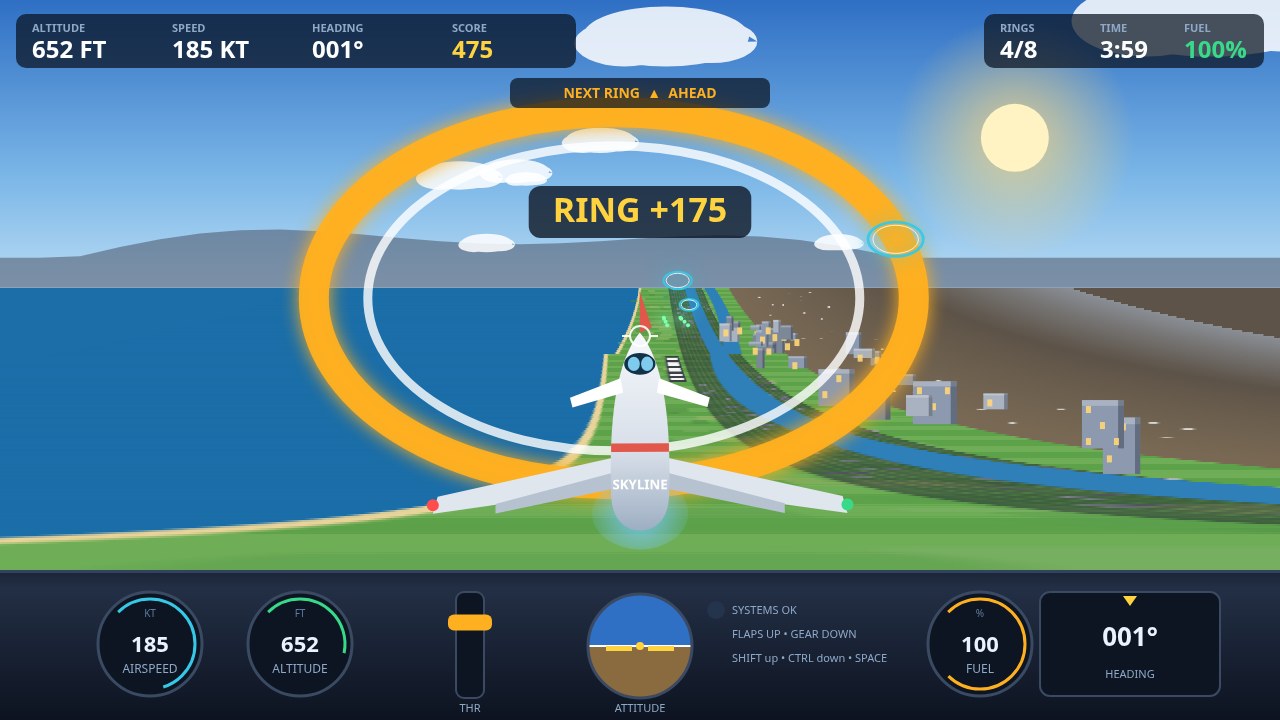 ALTITUDE SPEED HEADING SCORE
652 FT 185 KT 001° 475
RINGS TIME FUEL
4/8 3:59 100%
NEXT RING ▲ AHEAD
RING +175
SKYLINE
KT
185
AIRSPEED
FT
652
ALTITUDE
THR
ATTITUDE
SYSTEMS OK
FLAPS UP • GEAR DOWN
SHIFT up • CTRL down • SPACE
%
100
FUEL
001°
HEADING